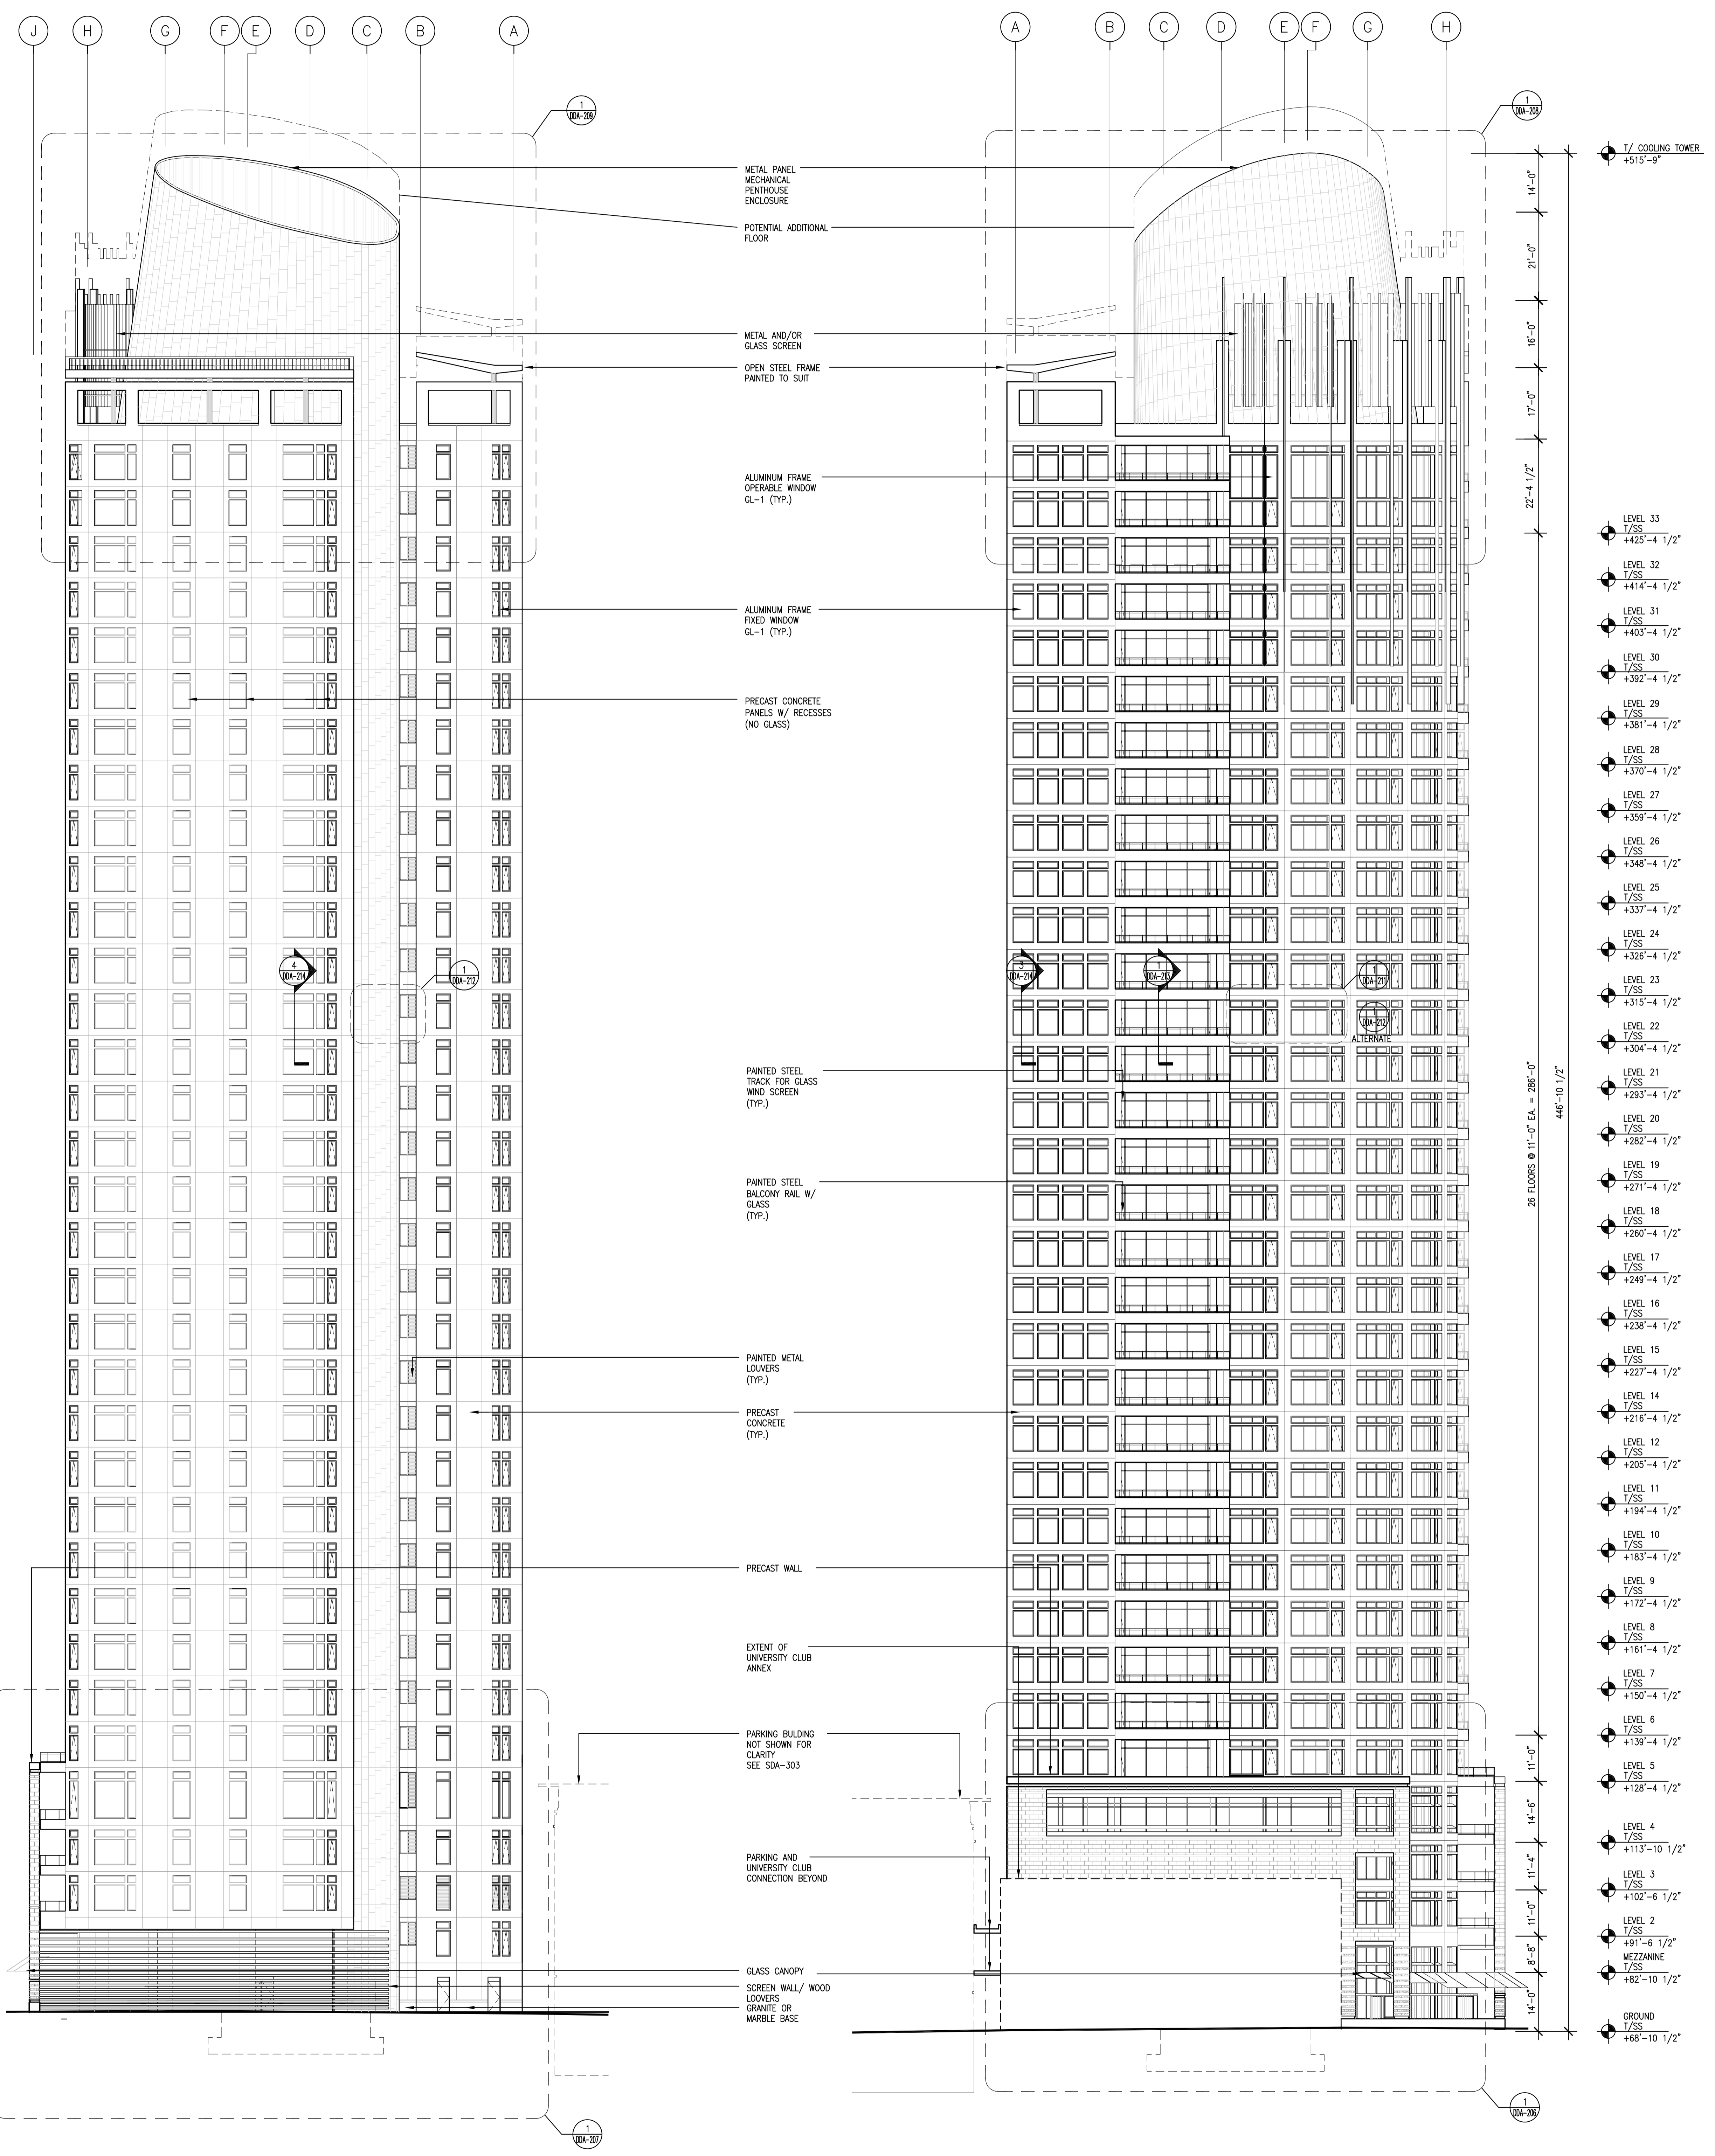 J H G F E D C B A
A B C D E F G H
1
DDA-209
1
DDA-208
METAL PANEL
MECHANICAL
PENTHOUSE
ENCLOSURE
POTENTIAL ADDITIONAL
FLOOR
METAL AND/OR
GLASS SCREEN
OPEN STEEL FRAME
PAINTED TO SUIT
ALUMINUM FRAME
OPERABLE WINDOW
GL-1 (TYP.)
ALUMINUM FRAME
FIXED WINDOW
GL-1 (TYP.)
PRECAST CONCRETE
PANELS W/ RECESSES
(NO GLASS)
4
DDA-214
1
DDA-212
3
DDA-214
1
DDA-213
1
DDA-211
1
DDA-212
ALTERNATE
PAINTED STEEL
TRACK FOR GLASS
WIND SCREEN
(TYP.)
PAINTED STEEL
BALCONY RAIL W/
GLASS
(TYP.)
PAINTED METAL
LOUVERS
(TYP.)
PRECAST
CONCRETE
(TYP.)
PRECAST WALL
EXTENT OF
UNIVERSITY CLUB
ANNEX
PARKING BULDING
NOT SHOWN FOR
CLARITY
SEE SDA-303
PARKING AND
UNIVERSITY CLUB
CONNECTION BEYOND
GLASS CANOPY
SCREEN WALL/ WOOD
LOOVERS
GRANITE OR
MARBLE BASE
1
DDA-207
1
DDA-206
14'-0"
21'-0"
16'-0"
17'-0"
22'-4 1/2"
26 FLOORS @ 11'-0" EA. = 286'-0"
446'-10 1/2"
11'-0"
14'-6"
11'-4"
11'-0"
8'-8"
14'-0"
T/ COOLING TOWER
+515'-9"
LEVEL 33
T/SS
+425'-4 1/2"
LEVEL 32
T/SS
+414'-4 1/2"
LEVEL 31
T/SS
+403'-4 1/2"
LEVEL 30
T/SS
+392'-4 1/2"
LEVEL 29
T/SS
+381'-4 1/2"
LEVEL 28
T/SS
+370'-4 1/2"
LEVEL 27
T/SS
+359'-4 1/2"
LEVEL 26
T/SS
+348'-4 1/2"
LEVEL 25
T/SS
+337'-4 1/2"
LEVEL 24
T/SS
+326'-4 1/2"
LEVEL 23
T/SS
+315'-4 1/2"
LEVEL 22
T/SS
+304'-4 1/2"
LEVEL 21
T/SS
+293'-4 1/2"
LEVEL 20
T/SS
+282'-4 1/2"
LEVEL 19
T/SS
+271'-4 1/2"
LEVEL 18
T/SS
+260'-4 1/2"
LEVEL 17
T/SS
+249'-4 1/2"
LEVEL 16
T/SS
+238'-4 1/2"
LEVEL 15
T/SS
+227'-4 1/2"
LEVEL 14
T/SS
+216'-4 1/2"
LEVEL 12
T/SS
+205'-4 1/2"
LEVEL 11
T/SS
+194'-4 1/2"
LEVEL 10
T/SS
+183'-4 1/2"
LEVEL 9
T/SS
+172'-4 1/2"
LEVEL 8
T/SS
+161'-4 1/2"
LEVEL 7
T/SS
+150'-4 1/2"
LEVEL 6
T/SS
+139'-4 1/2"
LEVEL 5
T/SS
+128'-4 1/2"
LEVEL 4
T/SS
+113'-10 1/2"
LEVEL 3
T/SS
+102'-6 1/2"
LEVEL 2
T/SS
+91'-6 1/2"
MEZZANINE
T/SS
+82'-10 1/2"
GROUND
T/SS
+68'-10 1/2"